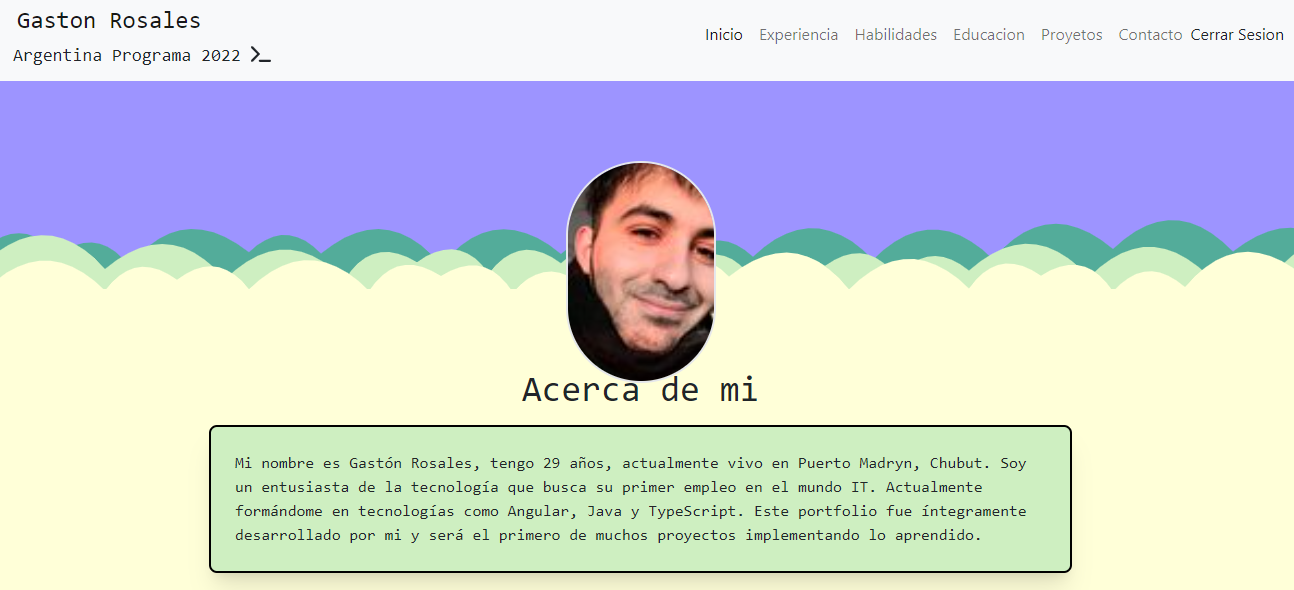 Gaston Rosales
Argentina Programa 2022
Inicio Experiencia Habilidades Educacion Proyetos Contacto Cerrar Sesion
Acerca de mi
Mi nombre es Gastón Rosales, tengo 29 años, actualmente vivo en Puerto Madryn, Chubut. Soy
un entusiasta de la tecnología que busca su primer empleo en el mundo IT. Actualmente
formándome en tecnologías como Angular, Java y TypeScript. Este portfolio fue íntegramente
desarrollado por mi y será el primero de muchos proyectos implementando lo aprendido.